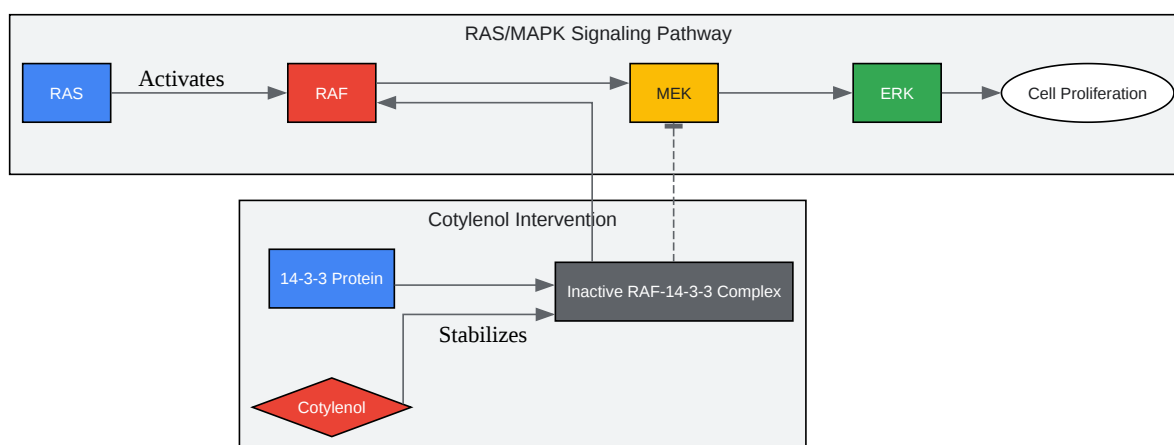 RAS/MAPK Signaling Pathway
RAS
Activates
RAF
MEK
ERK
Cell Proliferation
Cotylenol Intervention
14-3-3 Protein
Inactive RAF-14-3-3 Complex
Stabilizes
Cotylenol